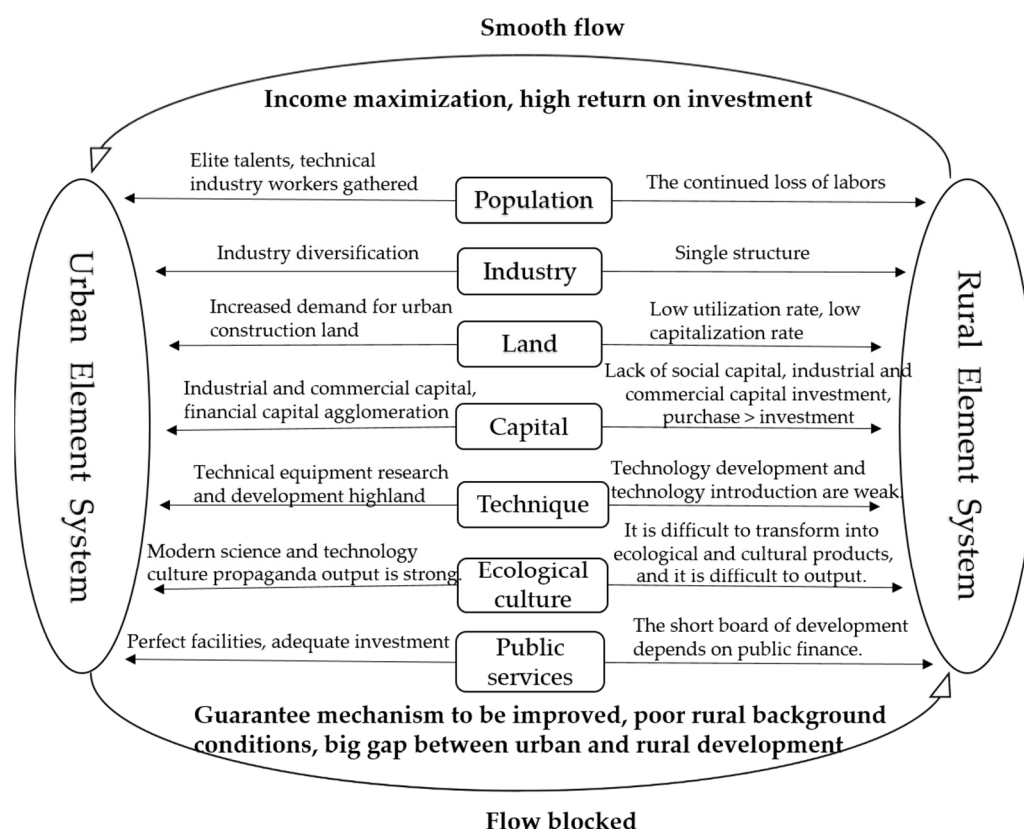 Smooth flow
Income maximization, high return on investment
Elite talents, technical
industry workers gathered
Population
The continued loss of labors
Industry diversification
Industry
Single structure
Increased demand for urban
construction land
Land
Low utilization rate, low
capitalization rate
Industrial and commercial capital,
financial capital agglomeration
Capital
Lack of social capital, industrial and
commercial capital investment,
purchase > investment
Technical equipment research
and development highland
Technique
Technology development and
technology introduction are weak.
Modern science and technology
culture propaganda output is strong.
Ecological
culture
It is difficult to transform into
ecological and cultural products,
and it is difficult to output.
Perfect facilities, adequate investment
Public
services
The short board of development
depends on public finance.
Urban Element System
Rural Element System
Guarantee mechanism to be improved, poor rural background
conditions, big gap between urban and rural development
Flow blocked